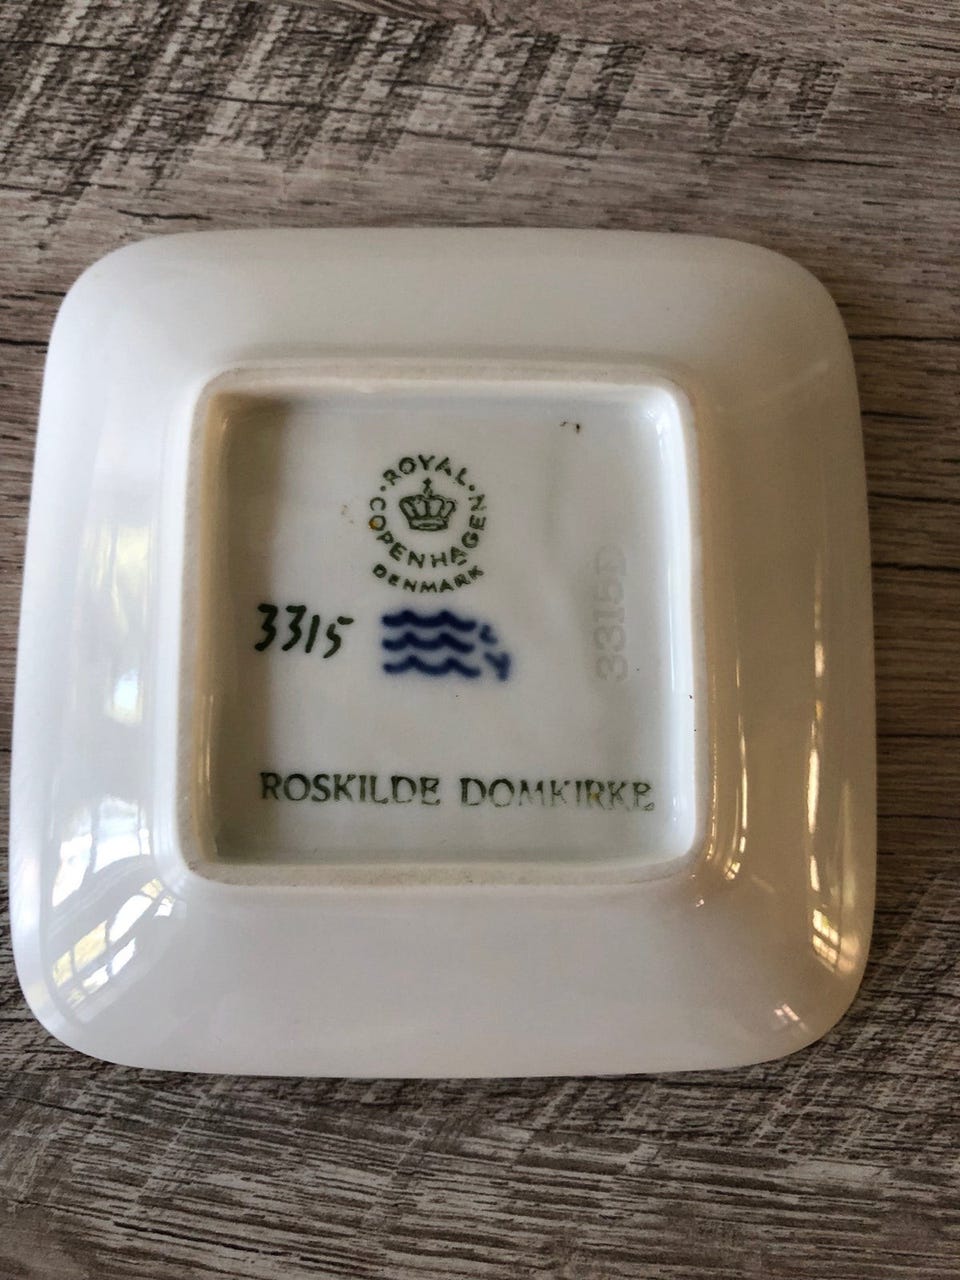 ROYAL
COPENHAGEN
DENMARK
3315
3315D
ROSKILDE DOMKIRKE